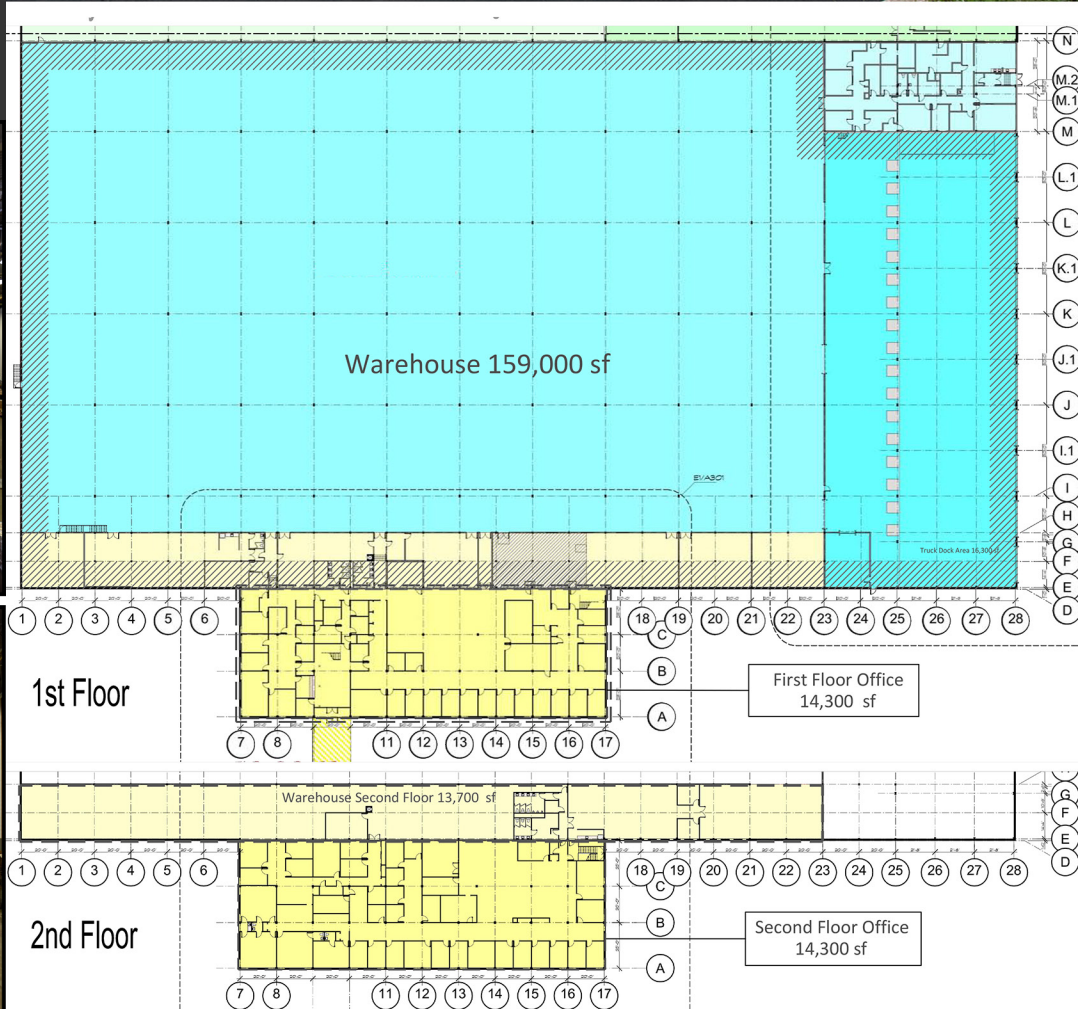 N
M.2
M.1
M
L.1
L
K.1
K
J.1
J
I.1
I
H
G
F
E
D
Warehouse 159,000 sf
EVA301
Truck Dock Area 16,300 sf
1 2 3 4 5 6 18 19 20 21 22 23 24 25 26 27 28
C
B
A
1st Floor
First Floor Office
14,300 sf
7 8 11 12 13 14 15 16 17
Warehouse Second Floor 13,700 sf
G
F
E
D
1 2 3 4 5 6 18 19 20 21 22 23 24 25 26 27 28
C
B
A
2nd Floor
Second Floor Office
14,300 sf
7 8 11 12 13 14 15 16 17